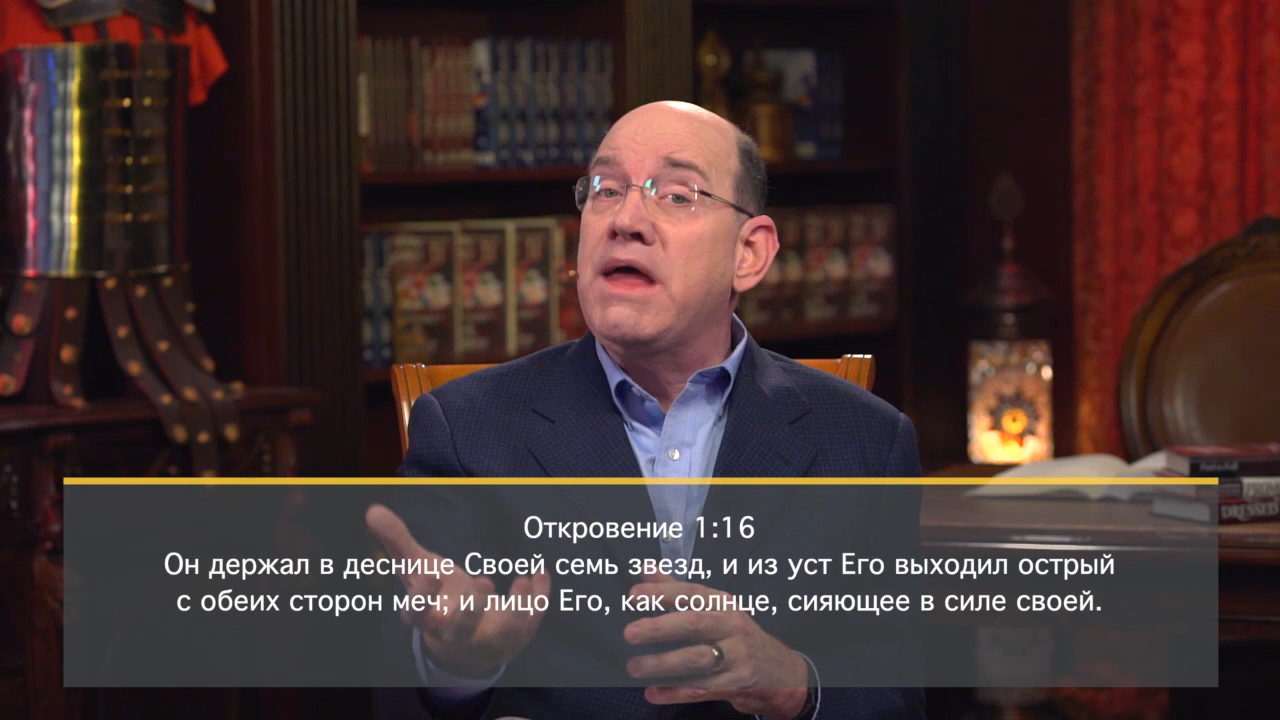 Откровение 1:16
Он держал в деснице Своей семь звезд, и из уст Его выходил острый
с обеих сторон меч; и лицо Его, как солнце, сияющее в силе своей.
DRESSED